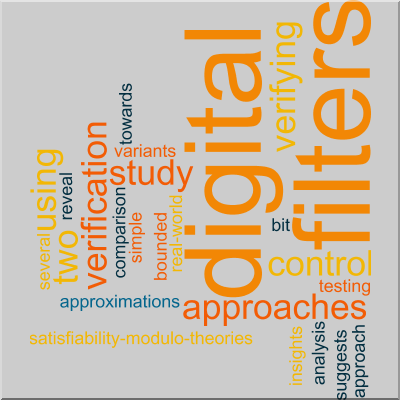 digital
filters
verifying
towards
variants
study
verification
using
two
reveal
several
comparison
simple
bounded
real-world
bit
control
testing
approximations
approaches
satisfiability-modulo-theories
insights
analysis
suggests
approach